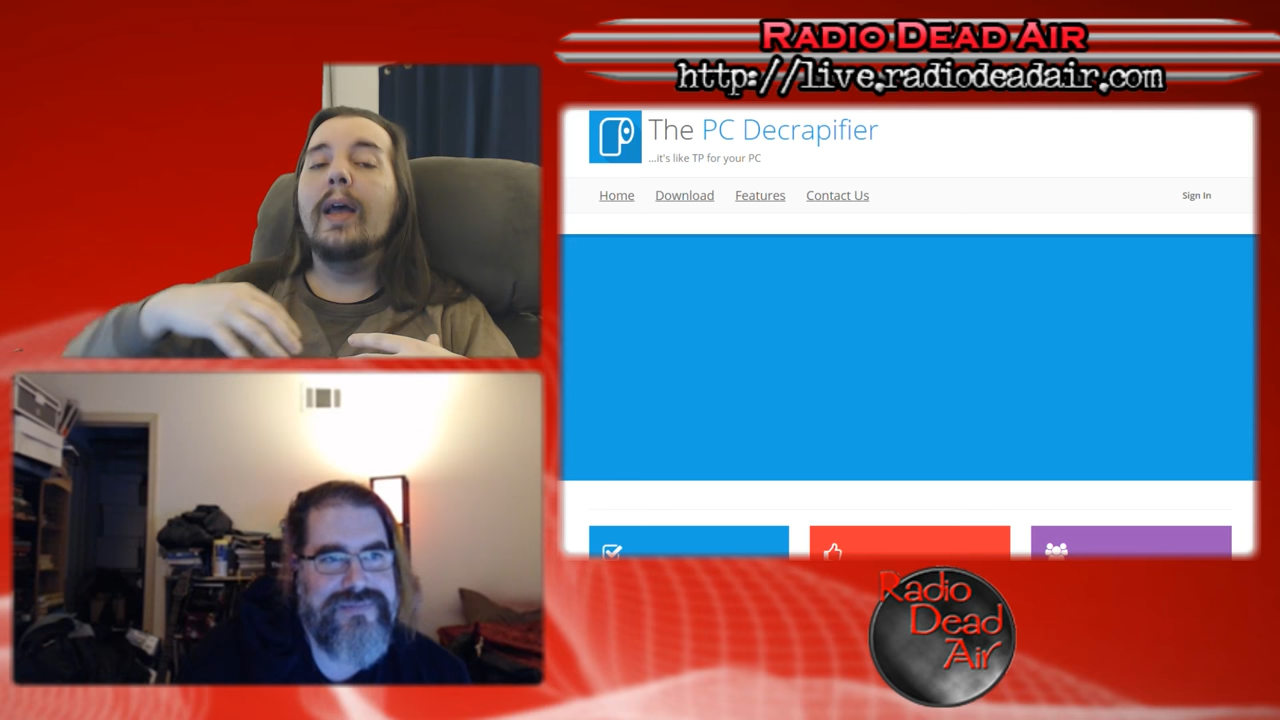 Radio Dead Air
http://live.radiodeadair.com
The PC Decrapifier
...it's like TP for your PC
Home Download Features Contact Us Sign In
Radio
Dead
Air